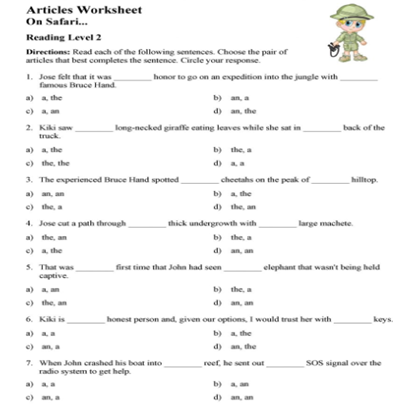 Articles Worksheet
On Safari...
Reading Level 2
Directions: Read each of the following sentences. Choose the pair of
articles that best completes the sentence. Circle your response.
1. Jose felt that it was ________ honor to go on an expedition into the jungle with ________
famous Bruce Hand.
a) a, the b) an, a
c) a, an d) an, the
2. Kiki saw ________ long-necked giraffe eating leaves while she sat in ________ back of the
truck.
a) a, the b) the, a
c) the, the d) a, a
3. The experienced Bruce Hand spotted ________ cheetahs on the peak of ________ hilltop.
a) an, an b) a, the
c) the, a d) the, an
4. Jose cut a path through ________ thick undergrowth with ________ large machete.
a) the, an b) the, a
c) a, the d) an, an
5. That was ________ first time that John had seen ________ elephant that wasn't being held
captive.
a) a, an b) the, a
c) the, an d) an, an
6. Kiki is ________ honest person and, given our options, I would trust her with ________ keys.
a) a, a b) a, the
c) an, a d) an, the
7. When John crashed his boat into ________ reef, he sent out ________ SOS signal over the
radio system to get help.
a) a, a b) a, an
c) an, a d) an, an